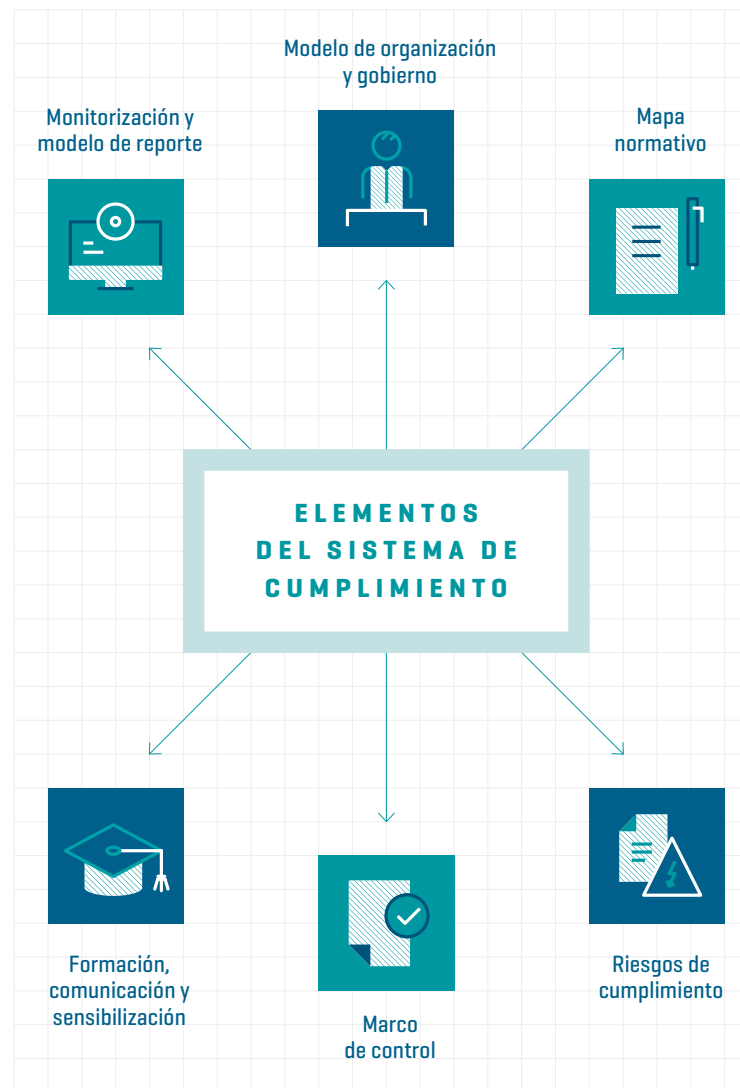 Modelo de organización
y gobierno
Monitorización y
modelo de reporte
Mapa
normativo
ELEMENTOS
DEL SISTEMA DE
CUMPLIMIENTO
Formación,
comunicación y
sensibilización
Marco
de control
Riesgos de
cumplimiento